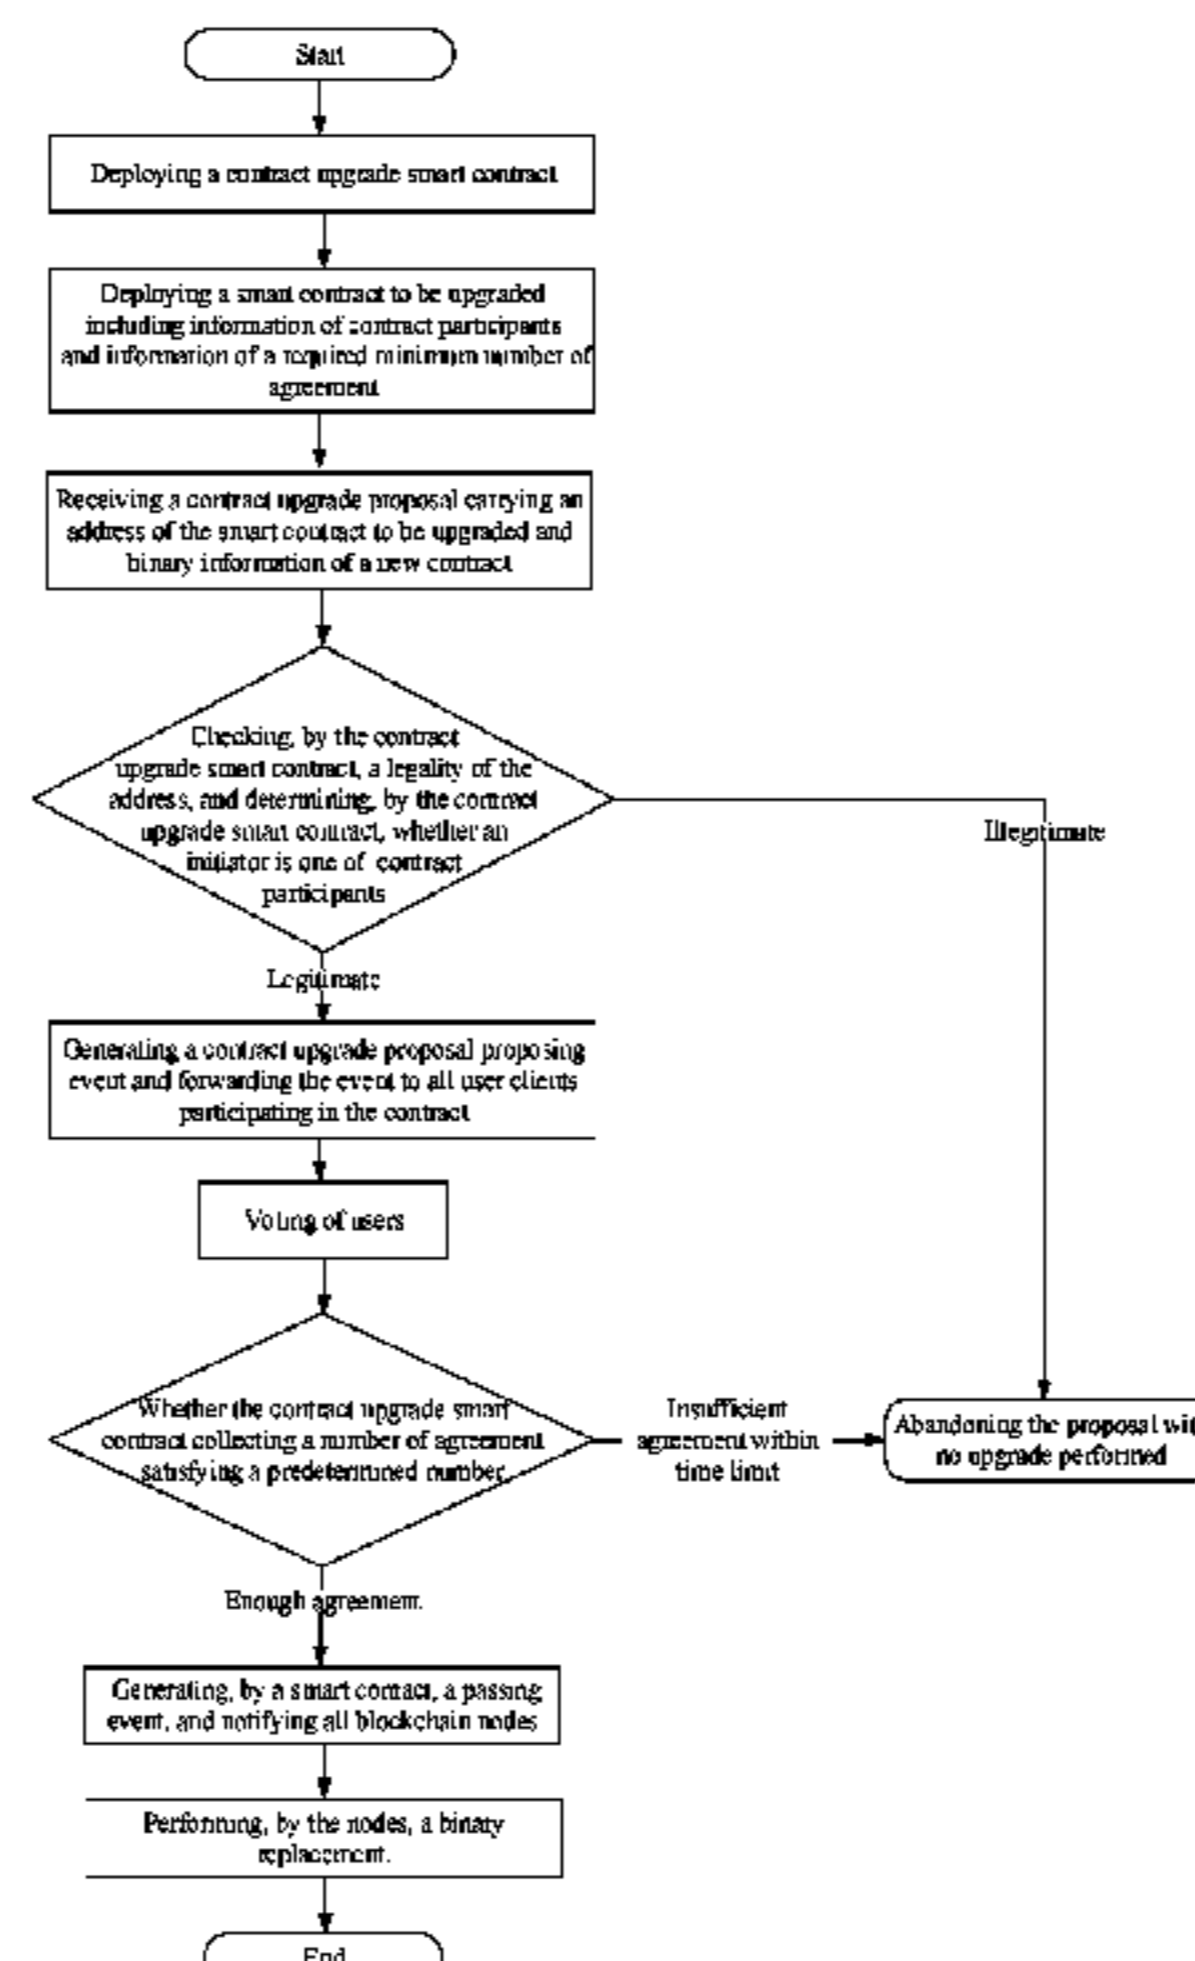 Start
Deploying a contract upgrade smart contract
Deploying a smart contract to be upgraded
including information of contract participants
and information of a required minimum number of
agreement
Receiving a contract upgrade proposal carrying an
address of the smart contract to be upgraded and
binary information of a new contract
Checking, by the contract
upgrade smart contract, a legality of the
address, and determining, by the contract
upgrade smart contract, whether an
initiator is one of contract
participants
Illegitimate
Legitimate
Generating a contract upgrade proposal proposing
event and forwarding the event to all user clients
participating in the contract
Voting of users
Whether the contract upgrade smart
contract collecting a number of agreement
satisfying a predetermined number
Insufficient
agreement within
time limit
Abandoning the proposal
no upgrade performed
Enough agreement.
Generating, by a smart contact, a passing
event, and notifying all blockchain nodes
Performing, by the nodes, a binary
replacement.
End